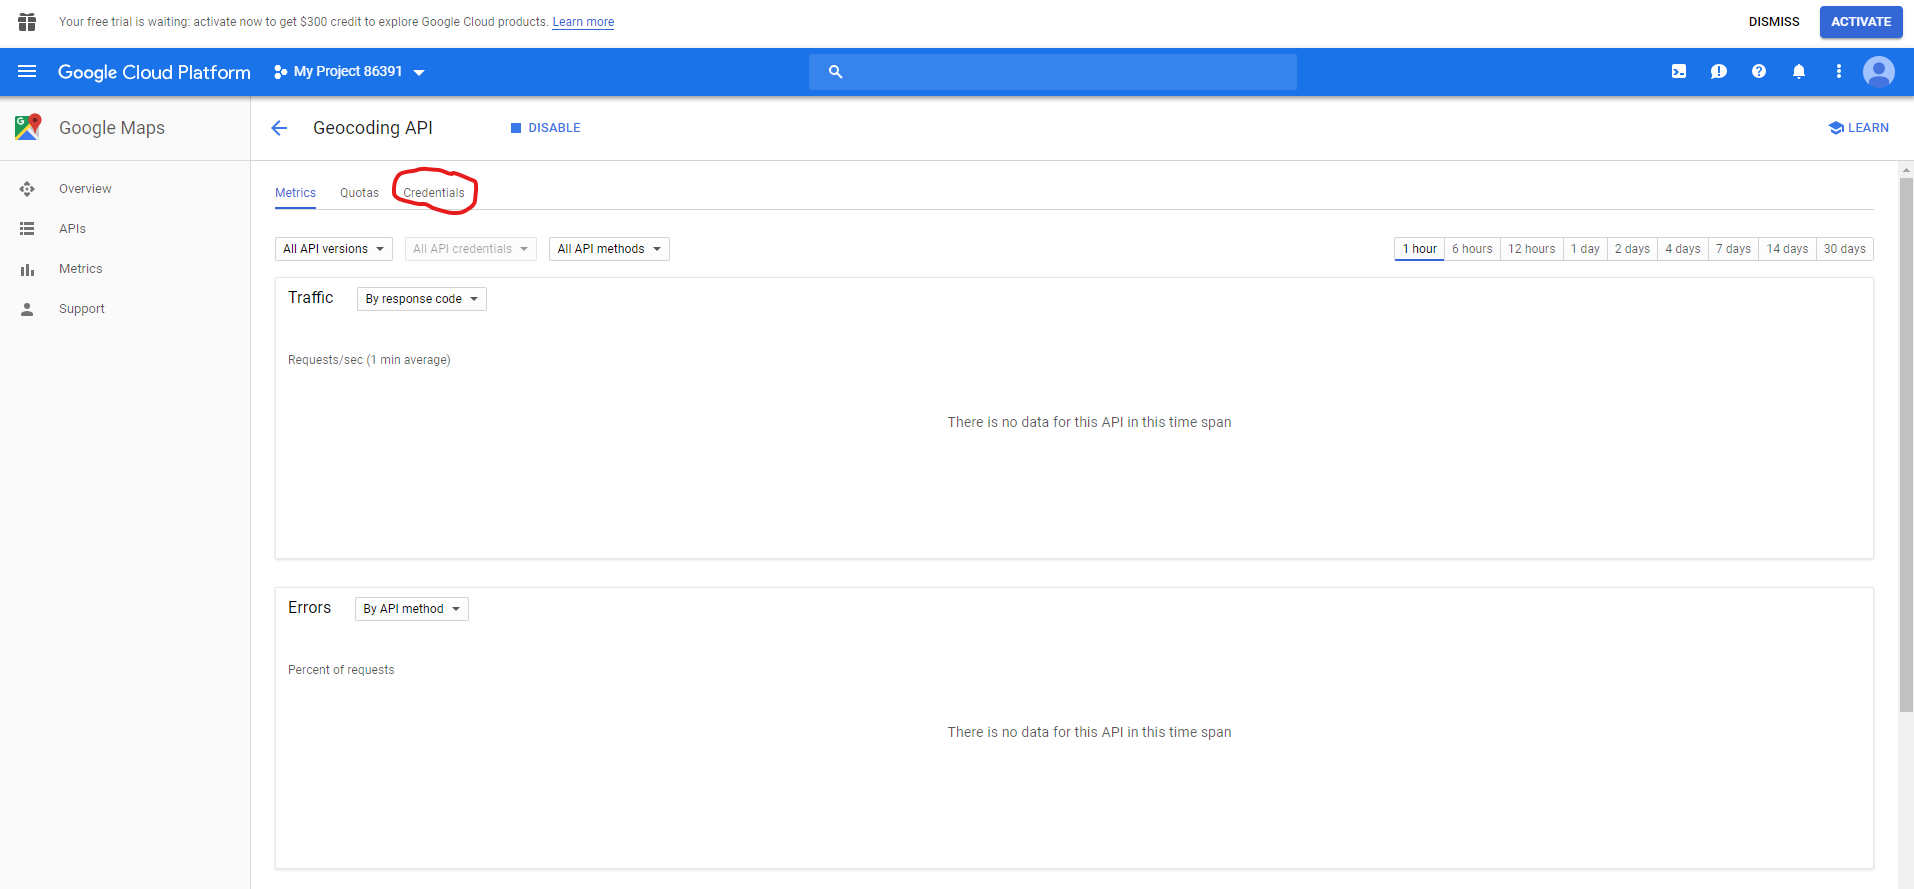 Your free trial is waiting: activate now to get $300 credit to explore Google Cloud products. Learn more
DISMISS
ACTIVATE
Google Cloud Platform
My Project 86391
Google Maps
Geocoding API
DISABLE
LEARN
Overview
APIs
Metrics
Support
Metrics Quotas Credentials
All API versions All API credentials All API methods
1 hour 6 hours 12 hours 1 day 2 days 4 days 7 days 14 days 30 days
Traffic By response code
Requests/sec (1 min average)
There is no data for this API in this time span
Errors By API method
Percent of requests
There is no data for this API in this time span